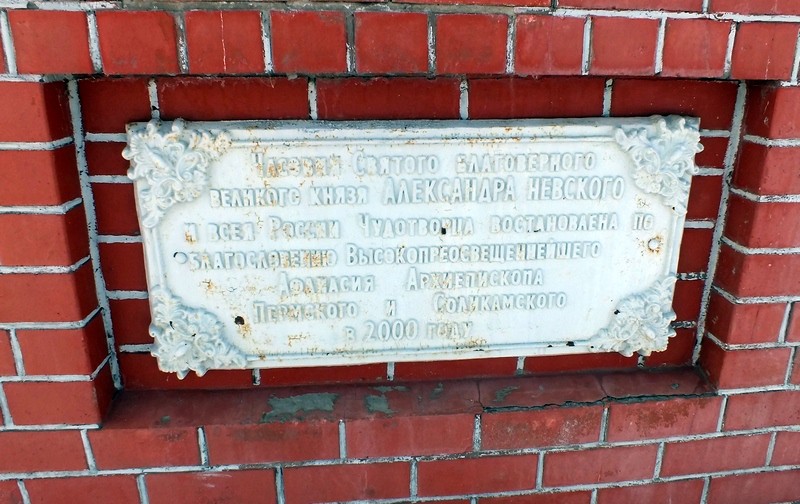 Часовня Святого благоверного
великого князя АЛЕКСАНДРА НЕВСКОГО
и всея России Чудотворца востановлена по
благословению Высокопреосвещеннейшего
Афанасия Архиепископа
Пермского и Соликамского
в 2000 году